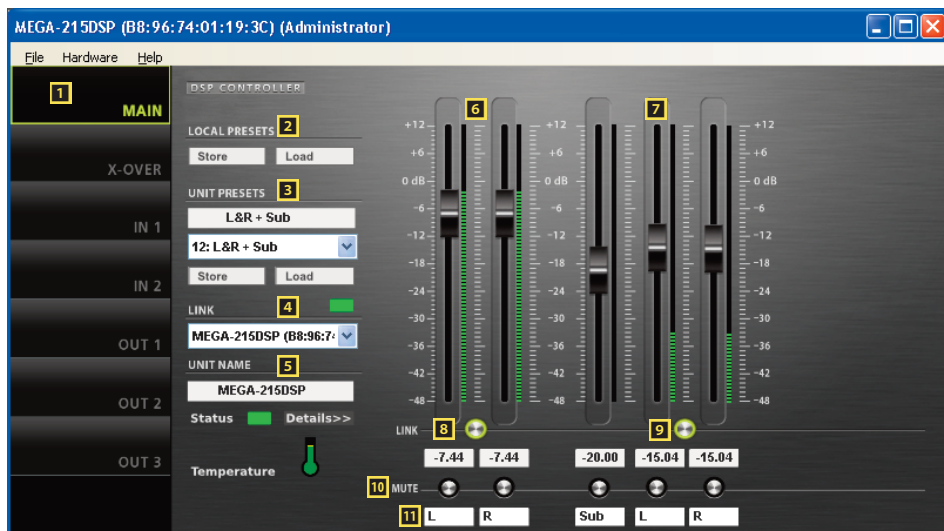 MEGA-215DSP (B8:96:74:01:19:3C) (Administrator)
File Hardware Help
1
MAIN
X-OVER
IN 1
IN 2
OUT 1
OUT 2
OUT 3
DSP CONTROLLER
LOCAL PRESETS 2
Store Load
UNIT PRESETS 3
L&R + Sub
12: L&R + Sub
Store Load
LINK 4
MEGA-215DSP (B8:96:74
UNIT NAME 5
MEGA-215DSP
Status Details>>
Temperature
6 7
+12 +12 +12
+6 +6 +6
0 dB 0 dB 0 dB
-6 -6 -6
-12 -12 -12
-18 -18 -18
-24 -24 -24
-30 -30 -30
-36 -36 -36
-42 -42 -42
-48 -48 -48
LINK 8 9
-7.44 -7.44 -20.00 -15.04 -15.04
10 MUTE
11 L R Sub L R